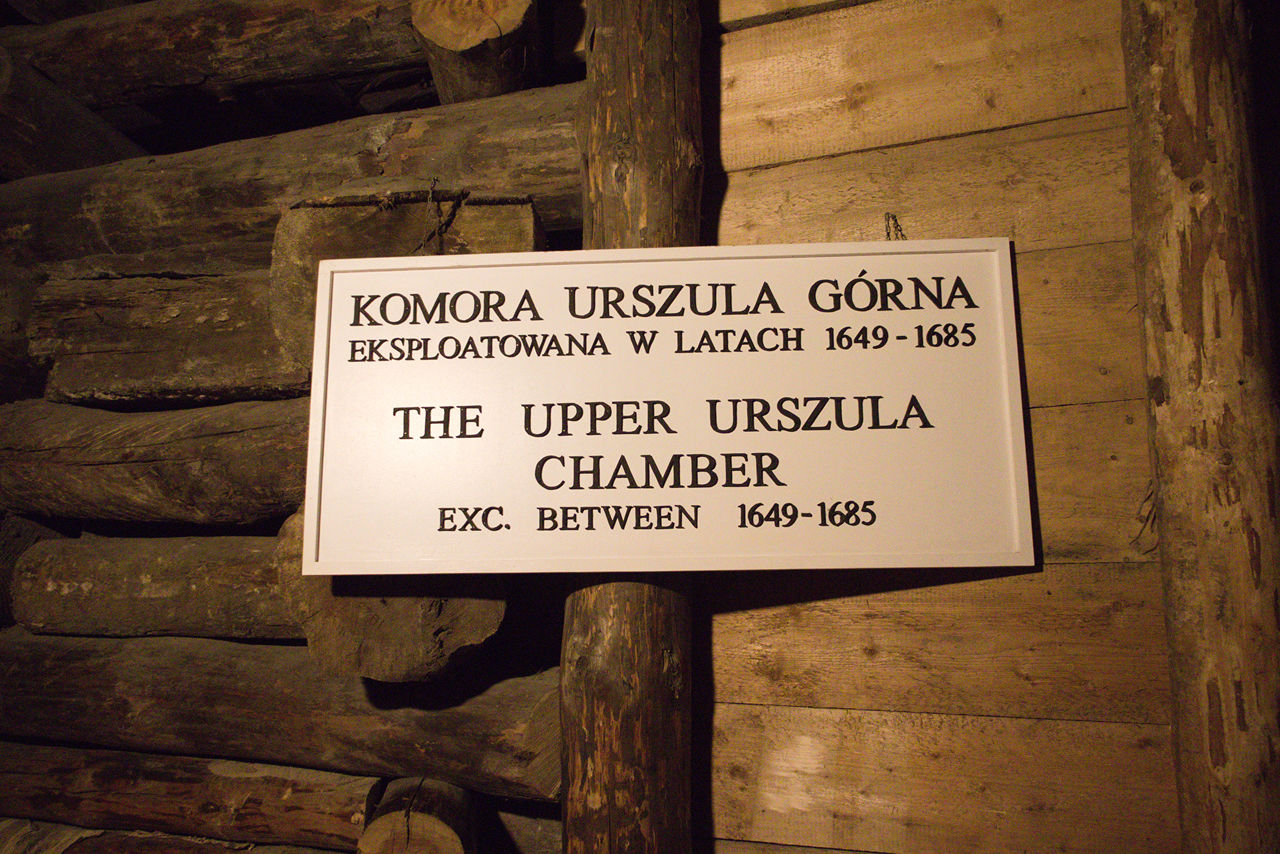 KOMORA URSZULA GÓRNA
EKSPLOATOWANA W LATACH 1649 - 1685
THE UPPER URSZULA
CHAMBER
EXC. BETWEEN 1649-1685